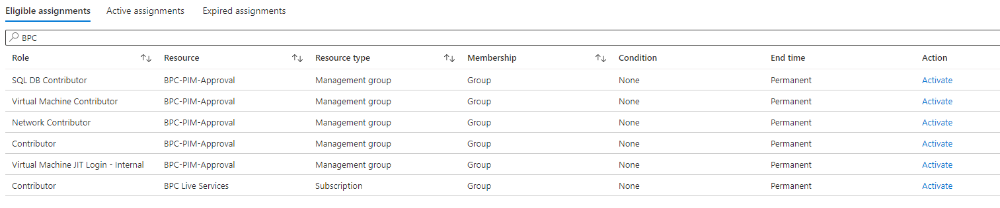 Eligible assignments Active assignments Expired assignments
BPC
Role Resource Resource type Membership Condition End time Action
SQL DB Contributor BPC-PIM-Approval Management group Group None Permanent Activate
Virtual Machine Contributor BPC-PIM-Approval Management group Group None Permanent Activate
Network Contributor BPC-PIM-Approval Management group Group None Permanent Activate
Contributor BPC-PIM-Approval Management group Group None Permanent Activate
Virtual Machine JIT Login - Internal BPC-PIM-Approval Management group Group None Permanent Activate
Contributor BPC Live Services Subscription Group None Permanent Activate